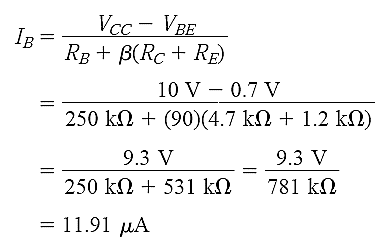 I_B = (V_CC − V_BE) / (R_B + β(R_C + R_E))
= (10 V − 0.7 V) / (250 kΩ + (90)(4.7 kΩ + 1.2 kΩ))
= (9.3 V) / (250 kΩ + 531 kΩ) = (9.3 V) / (781 kΩ)
= 11.91 μA